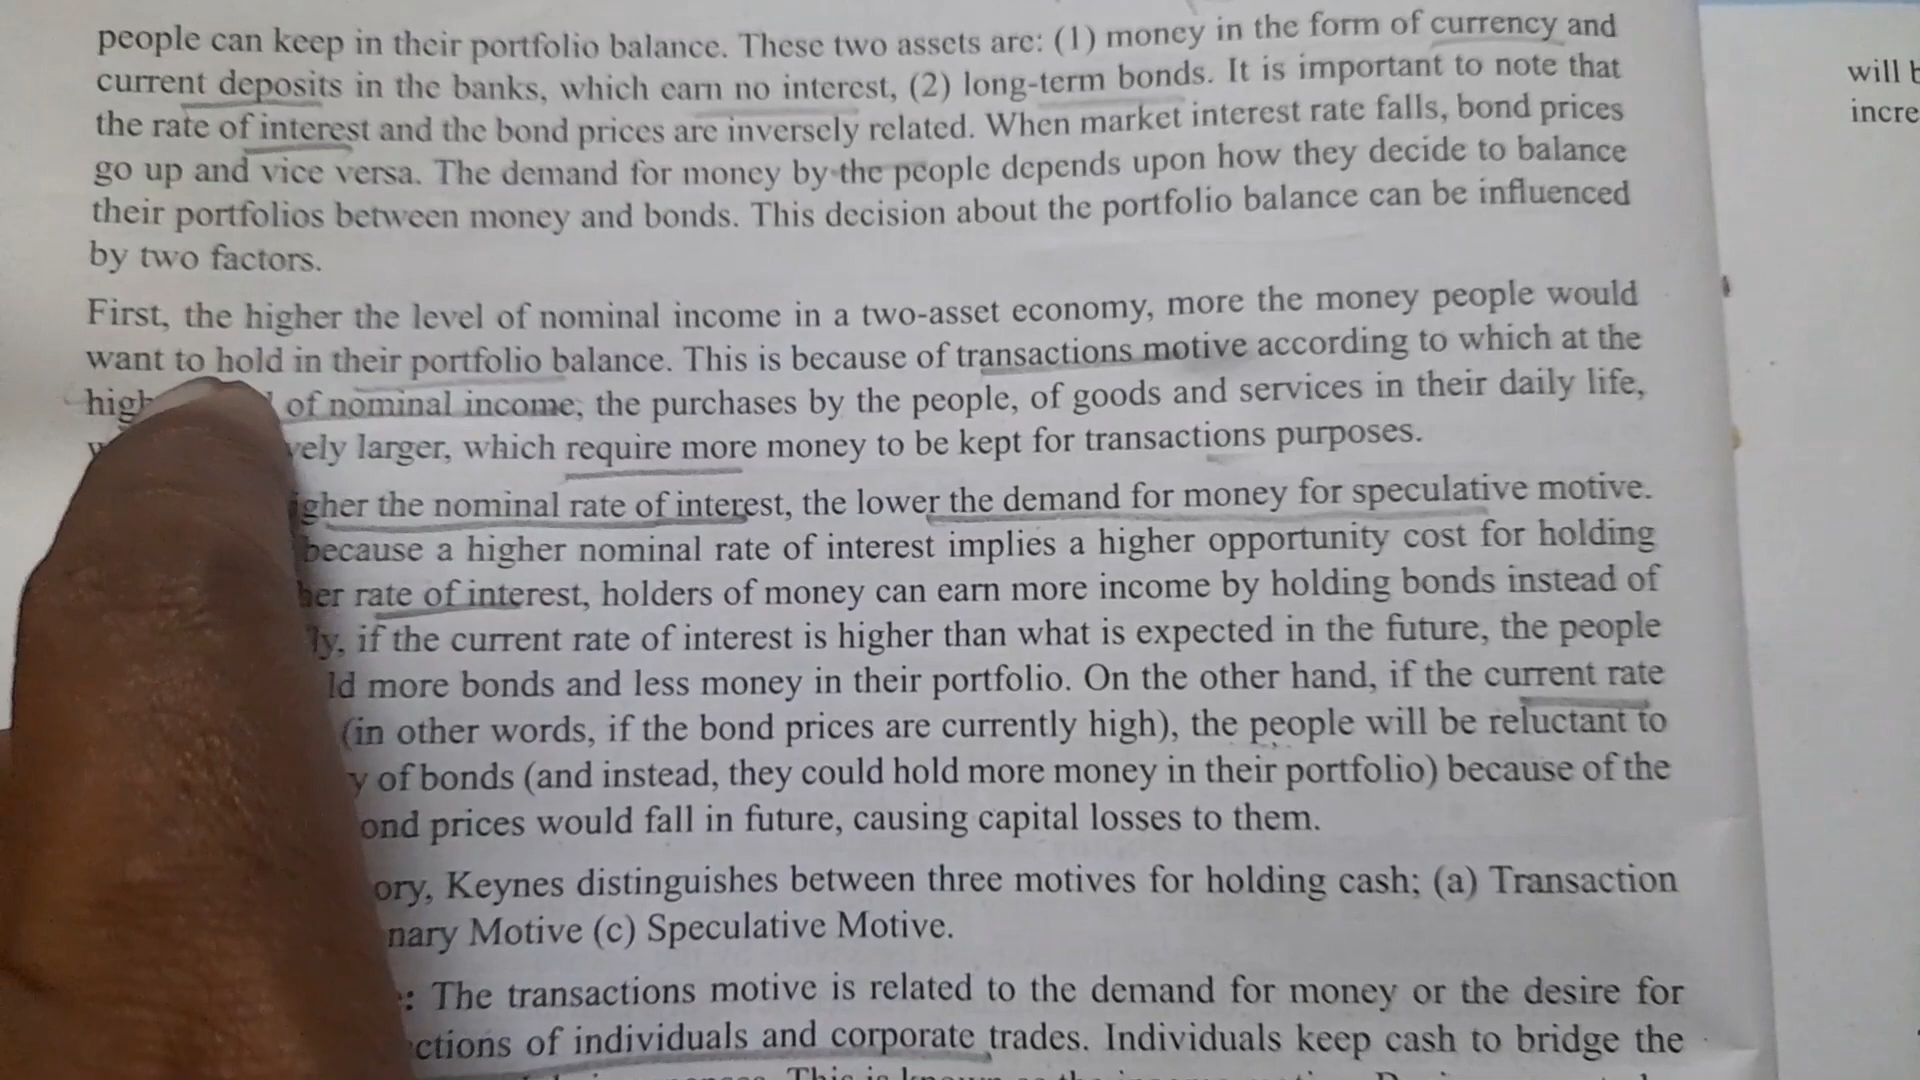 people can keep in their portfolio balance. These two assets are: (1) money in the form of currency and
current deposits in the banks, which earn no interest, (2) long-term bonds. It is important to note that
the rate of interest and the bond prices are inversely related. When market interest rate falls, bond prices
go up and vice versa. The demand for money by the people depends upon how they decide to balance
their portfolios between money and bonds. This decision about the portfolio balance can be influenced
by two factors.
First, the higher the level of nominal income in a two-asset economy, more the money people would
want to hold in their portfolio balance. This is because of transactions motive according to which at the
of nominal income, the purchases by the people, of goods and services in their daily life,
larger, which require more money to be kept for transactions purposes.
the nominal rate of interest, the lower the demand for money for speculative motive.
because a higher nominal rate of interest implies a higher opportunity cost for holding
rate of interest, holders of money can earn more income by holding bonds instead of
if the current rate of interest is higher than what is expected in the future, the people
more bonds and less money in their portfolio. On the other hand, if the current rate
(in other words, if the bond prices are currently high), the people will be reluctant to
of bonds (and instead, they could hold more money in their portfolio) because of the
prices would fall in future, causing capital losses to them.
Keynes distinguishes between three motives for holding cash; (a) Transaction
Motive (c) Speculative Motive.
: The transactions motive is related to the demand for money or the desire for
of individuals and corporate trades. Individuals keep cash to bridge the
will